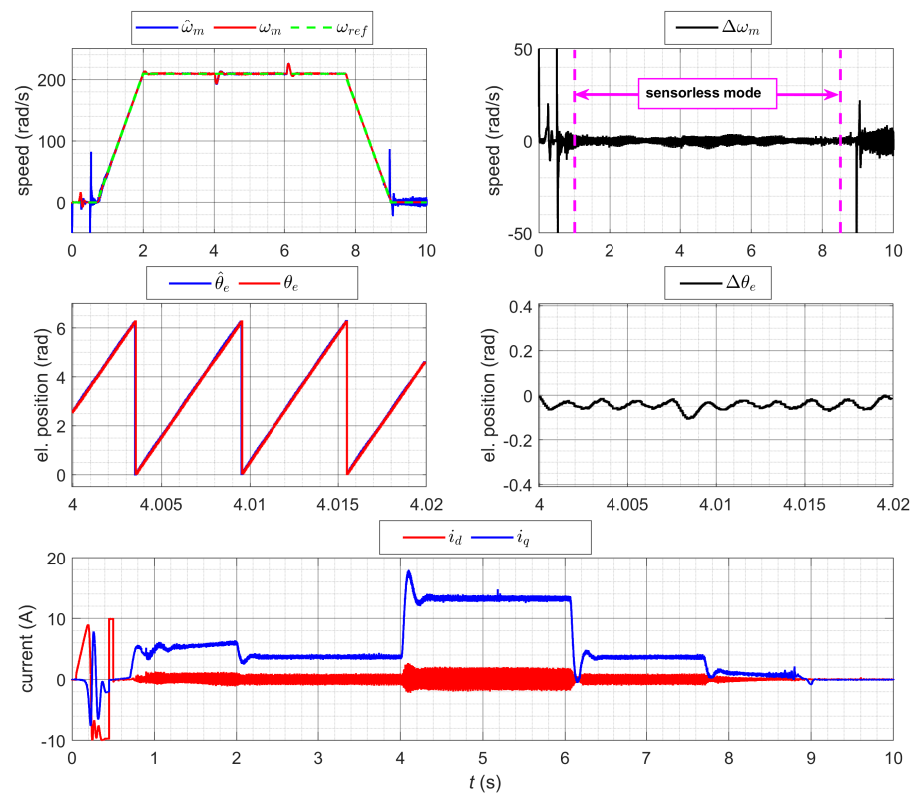 ω̂ₘ ωₘ ω_ref
Δωₘ
speed (rad/s)
200
100
0
0 2 4 6 8 10
speed (rad/s)
50
0
-50
sensorless mode
0 2 4 6 8 10
θ̂ₑ θₑ
Δθₑ
el. position (rad)
6
4
2
0
4 4.005 4.01 4.015 4.02
el. position (rad)
0.4
0.2
0
-0.2
-0.4
4 4.005 4.01 4.015 4.02
i_d i_q
current (A)
20
10
0
-10
0 1 2 3 4 5 6 7 8 9 10
t (s)